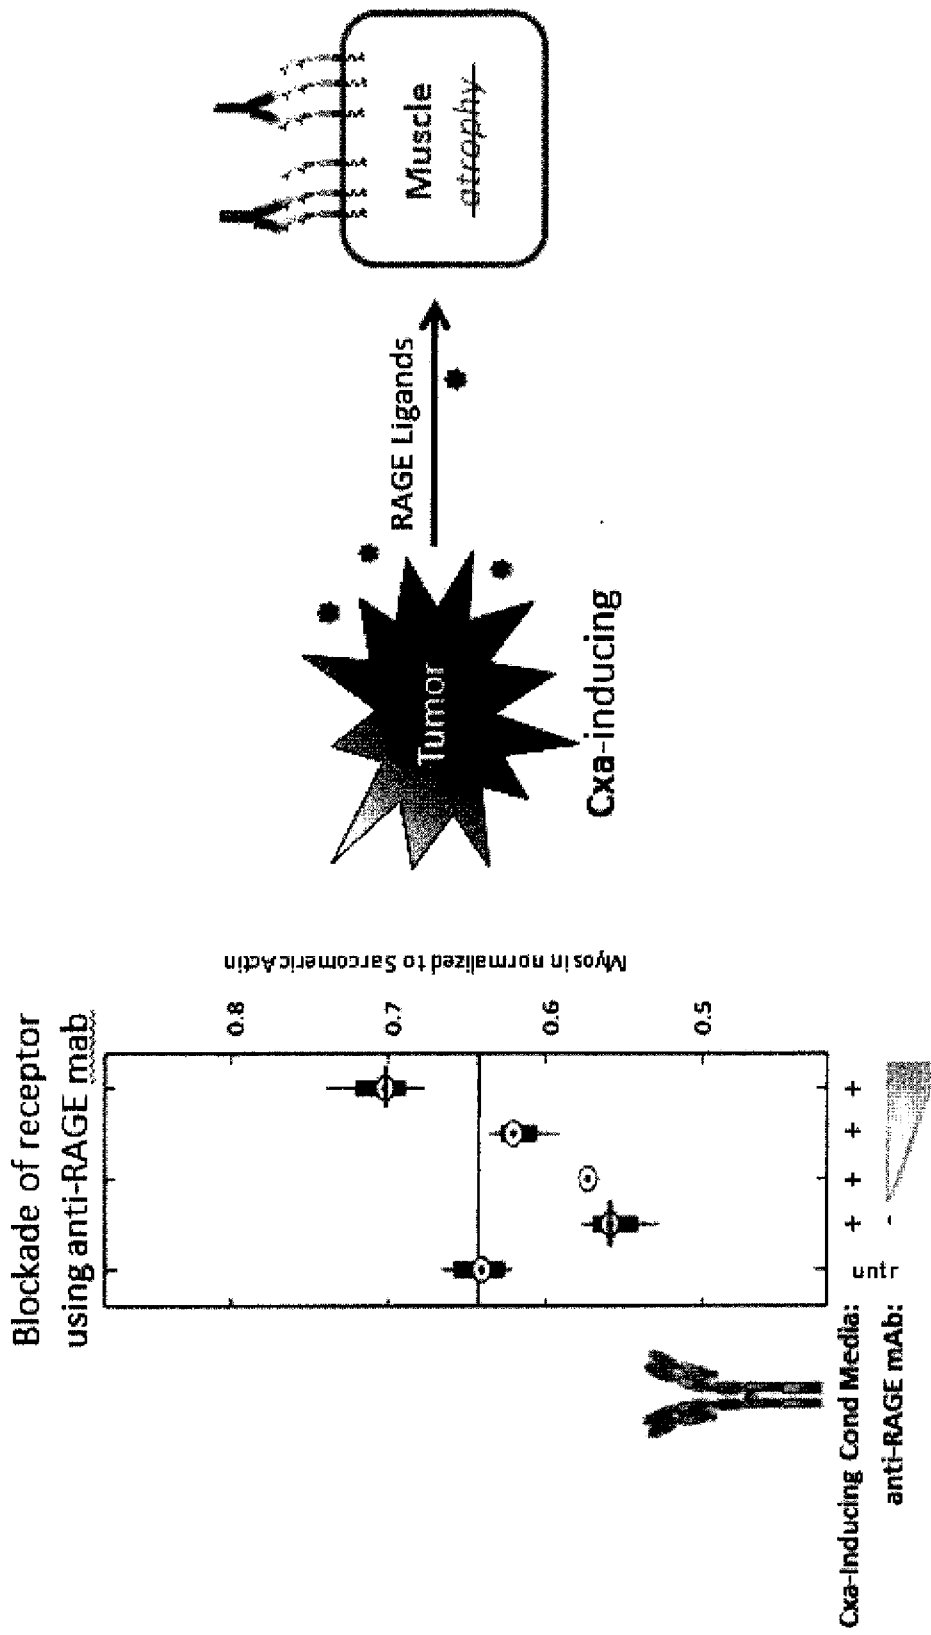 Blockade of receptor
using anti-RAGE mab
Myosin normalized to Sarcomeric Actin
0.8
0.7
0.6
0.5
Cxa-Inducing Cond Media: untr + + + +
anti-RAGE mAb: -
Tumor
Cxa-inducing
RAGE Ligands
Muscle
atrophy